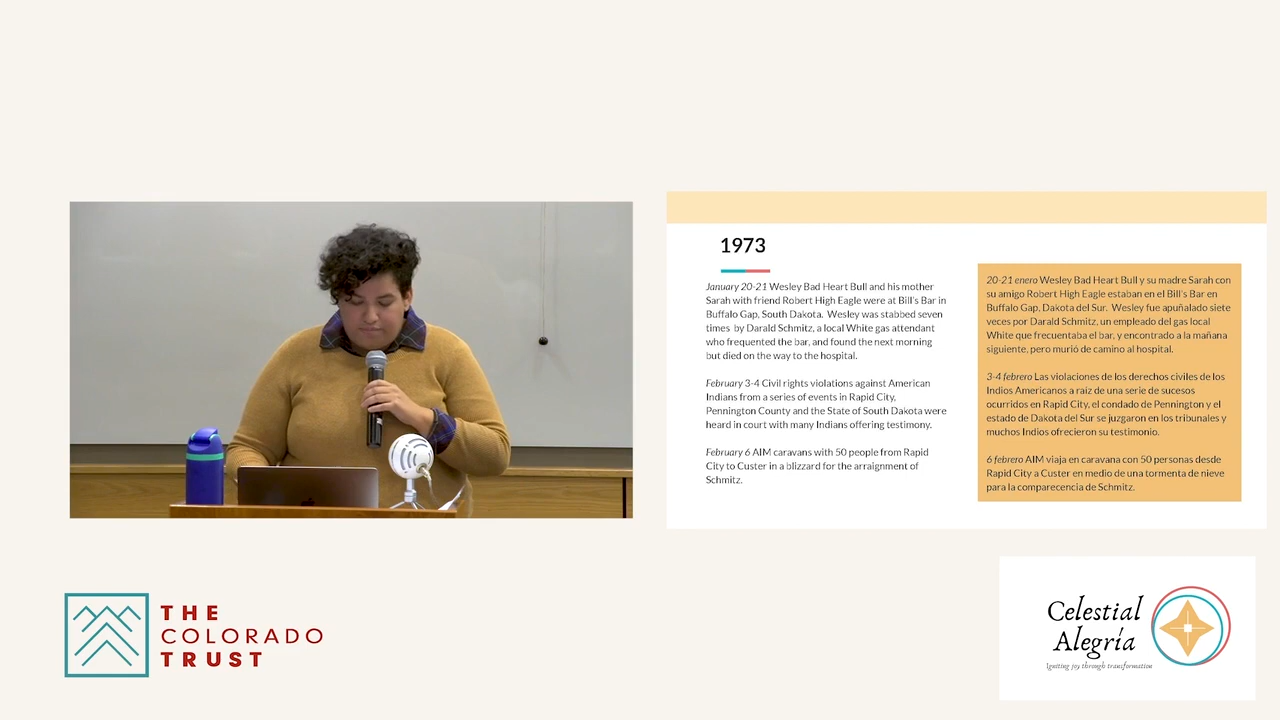 1973
January 20-21 Wesley Bad Heart Bull and his mother
Sarah with friend Robert High Eagle were at Bill's Bar in
Buffalo Gap, South Dakota. Wesley was stabbed seven
times by Darald Schmitz, a local White gas attendant
who frequented the bar, and found the next morning
but died on the way to the hospital.
February 3-4 Civil rights violations against American
Indians from a series of events in Rapid City,
Pennington County and the State of South Dakota were
heard in court with many Indians offering testimony.
February 6 AIM caravans with 50 people from Rapid
City to Custer in a blizzard for the arraignment of
Schmitz.
20-21 enero Wesley Bad Heart Bull y su madre Sarah con
su amigo Robert High Eagle estaban en el Bill's Bar en
Buffalo Gap, Dakota del Sur. Wesley fue apuñalado siete
veces por Darald Schmitz, un empleado del gas local
White que frecuentaba el bar, y encontrado a la mañana
siguiente, pero murió de camino al hospital.
3-4 febrero Las violaciones de los derechos civiles de los
Indios Americanos a raíz de una serie de sucesos
ocurridos en Rapid City, el condado de Pennington y el
estado de Dakota del Sur se juzgaron en los tribunales y
muchos Indios ofrecieron su testimonio.
6 febrero AIM viaja en caravana con 50 personas desde
Rapid City a Custer en medio de una tormenta de nieve
para la comparecencia de Schmitz.
THE
COLORADO
TRUST
Celestial
Alegría
Igniting joy through transformation